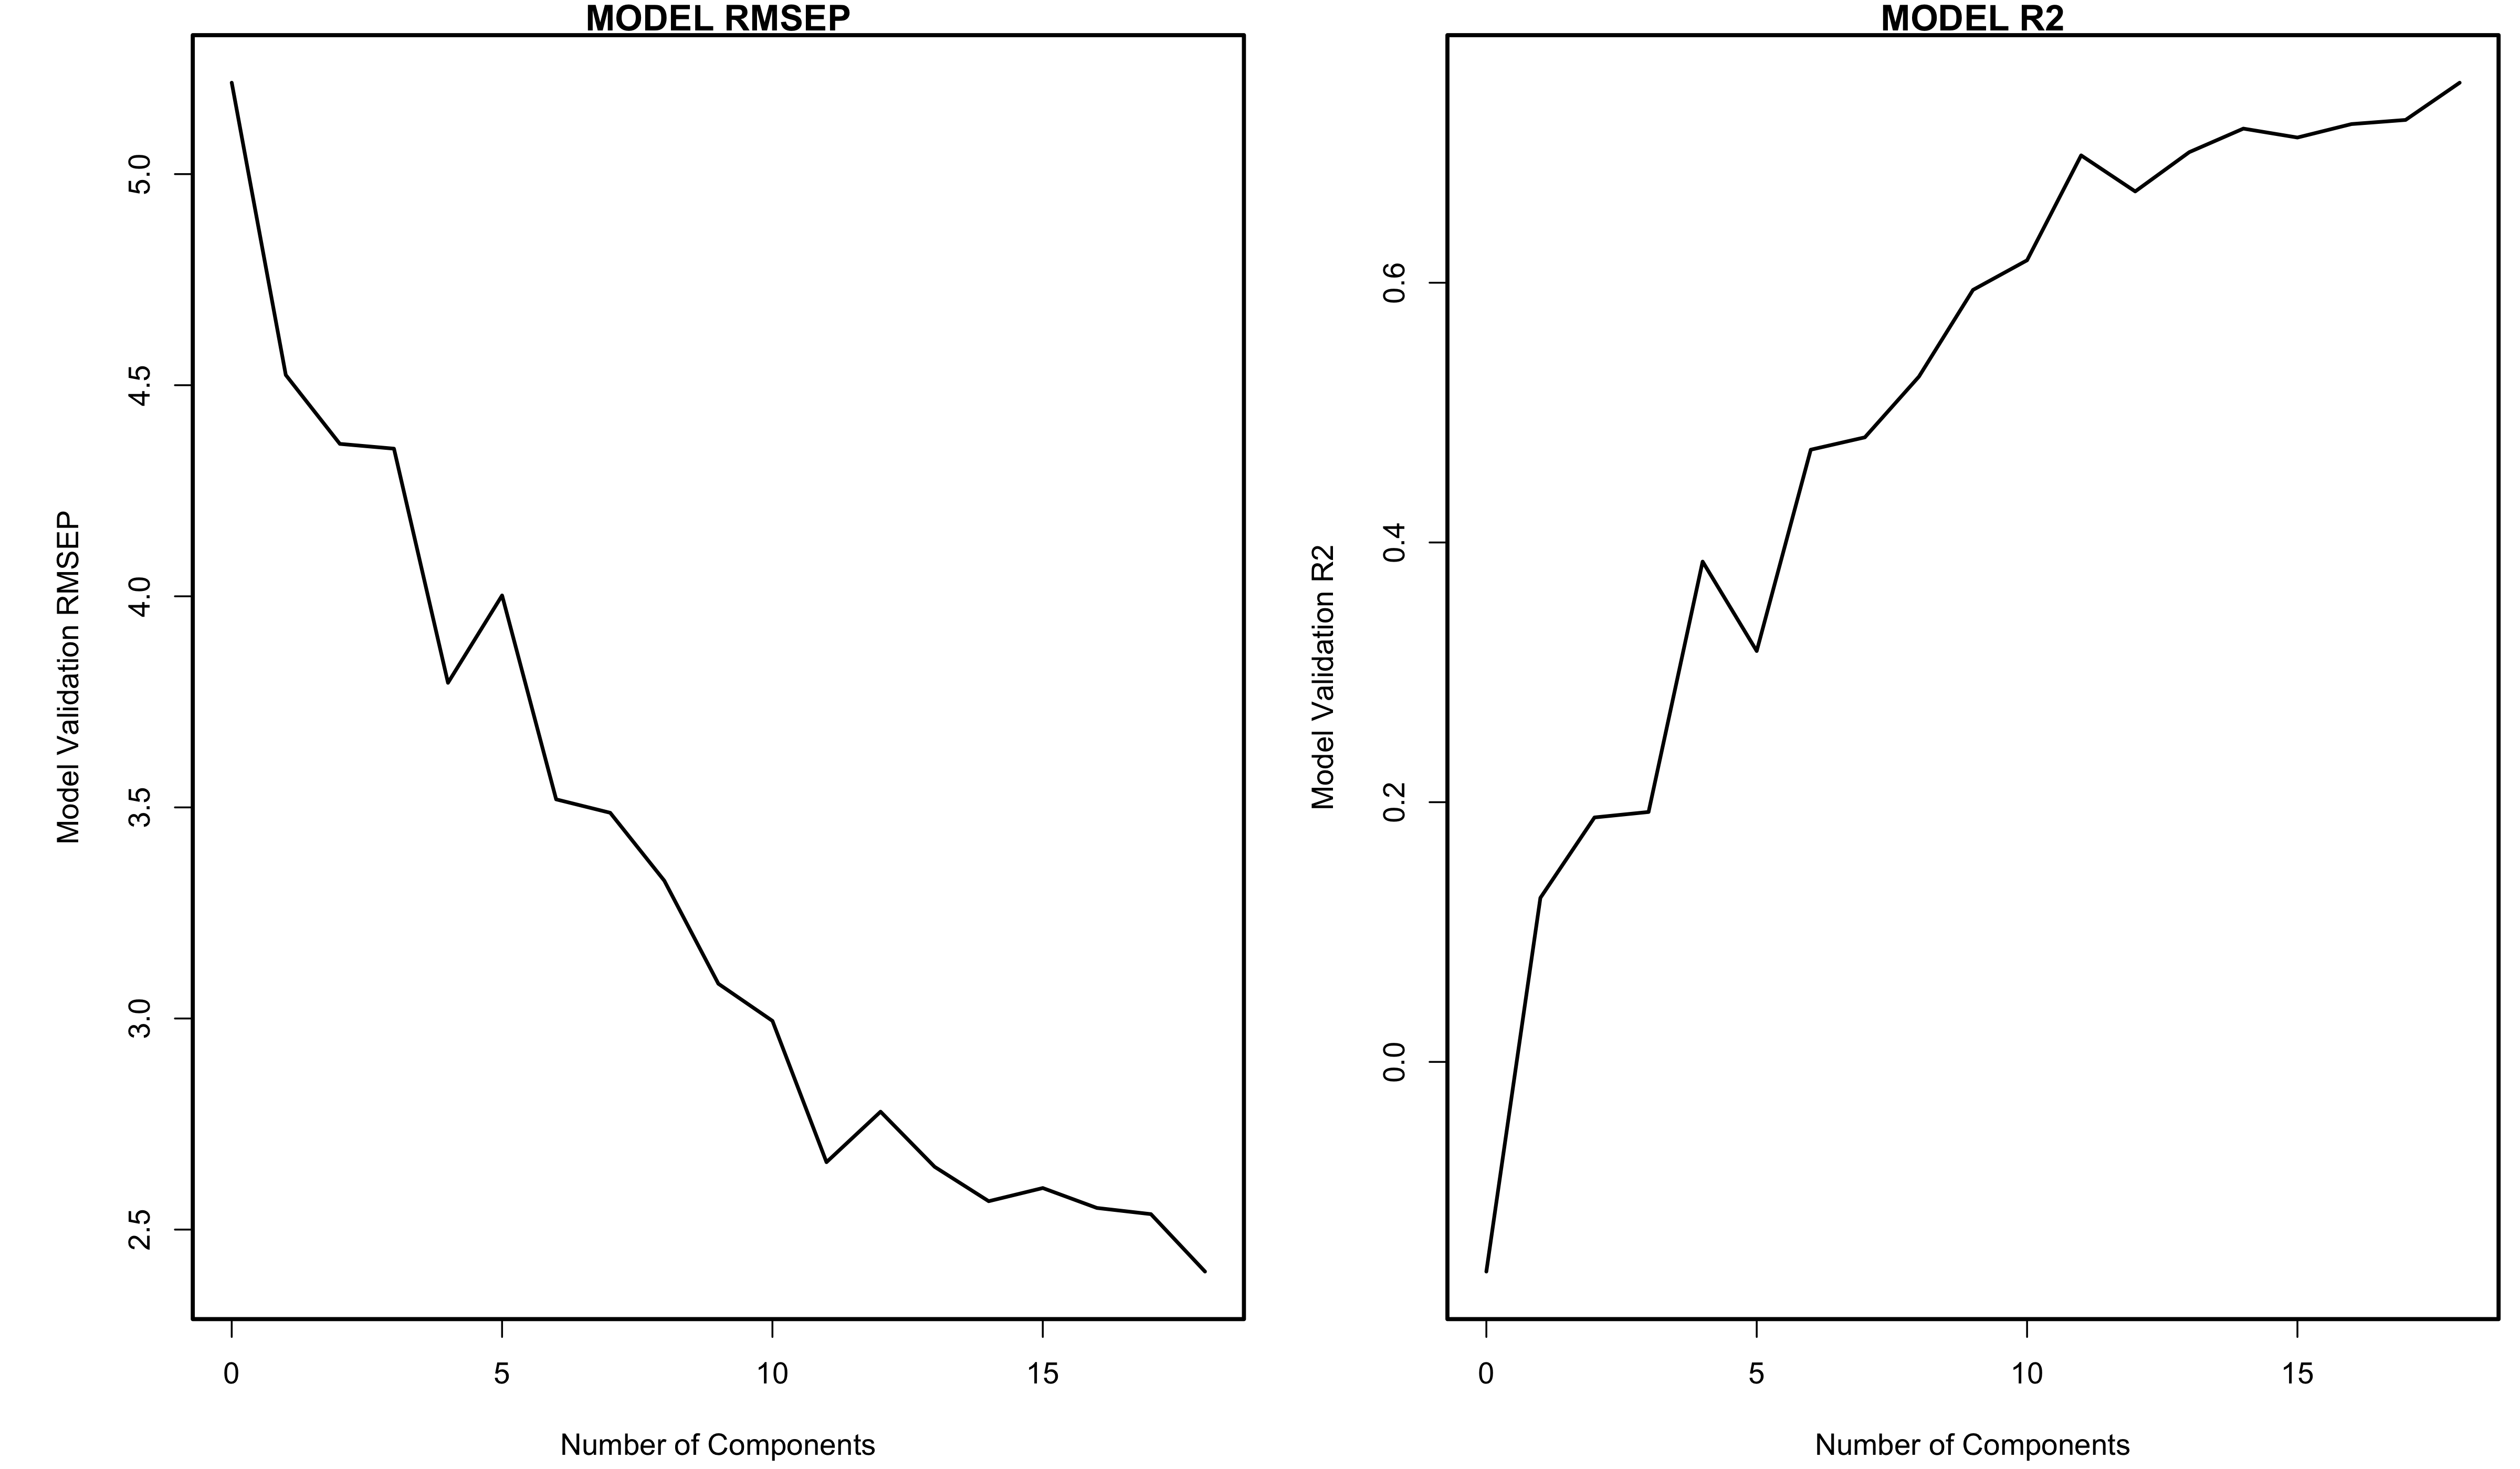 MODEL RMSEP
Model Validation RMSEP
5.0
4.5
4.0
3.5
3.0
2.5
0 5 10 15
Number of Components
MODEL R2
Model Validation R2
0.6
0.4
0.2
0.0
0 5 10 15
Number of Components